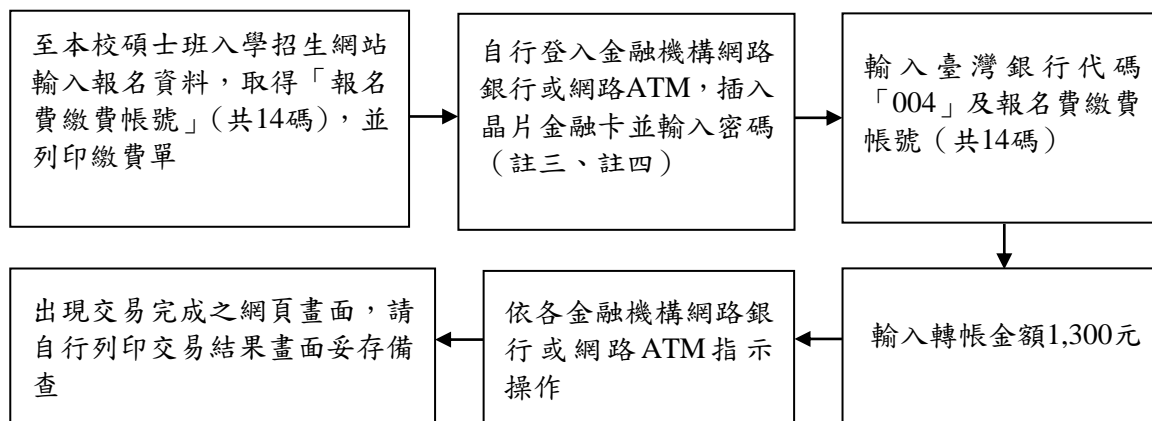 至本校碩士班入學招生網站
輸入報名資料，取得「報名
費繳費帳號」（共14碼），並
列印繳費單
自行登入金融機構網路
銀行或網路ATM，插入
晶片金融卡並輸入密碼
（註三、註四）
輸入臺灣銀行代碼
「004」及報名費繳費
帳號（共14碼）
輸入轉帳金額1,300元
依各金融機構網路銀
行或網路ATM指示
操作
出現交易完成之網頁畫面，請
自行列印交易結果畫面妥存備
查